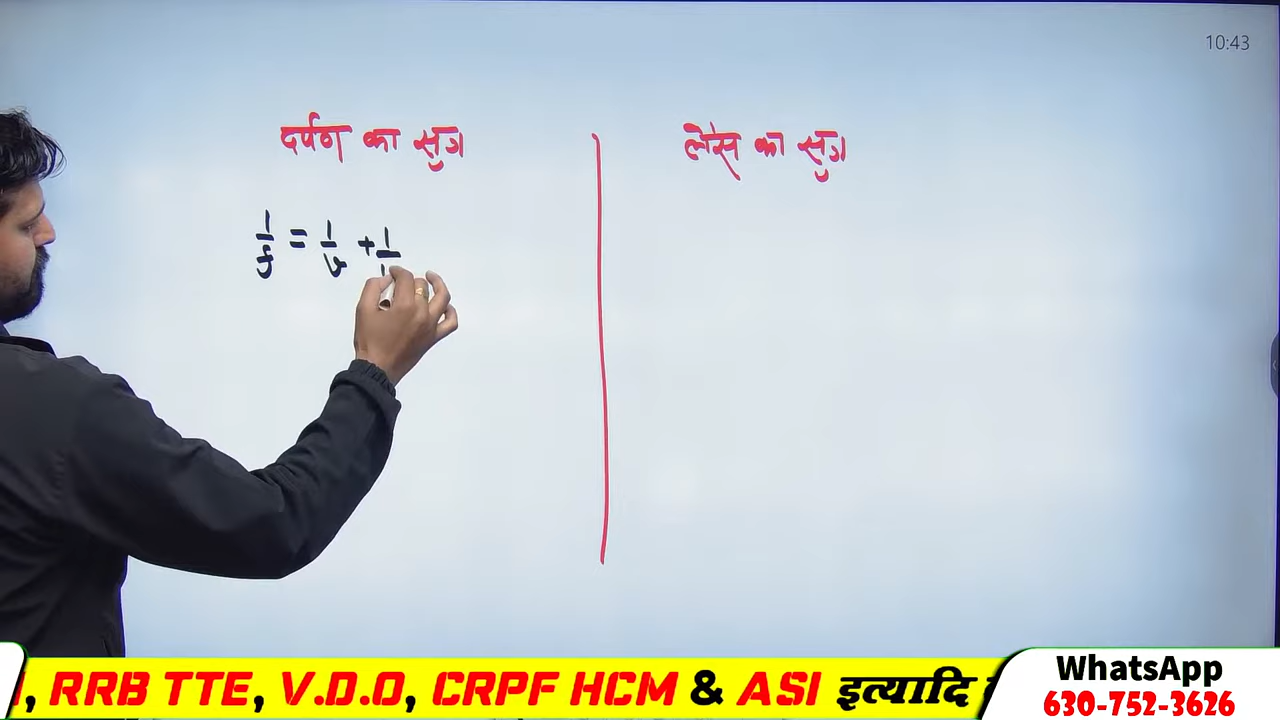 10:43
दर्पण का सुत्र
लेंस का सुत्र
1/f = 1/v + 1/
, RRB TTE, V.D.O, CRPF HCM & ASI इत्यादि
WhatsApp
630-752-3626